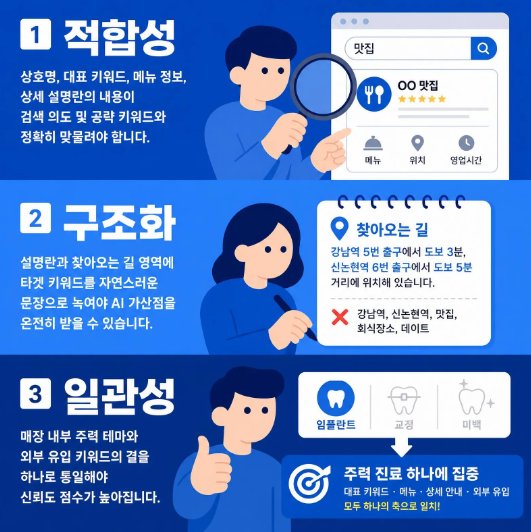 1 적합성
상호명, 대표 키워드, 메뉴 정보,
상세 설명란의 내용이
검색 의도 및 공략 키워드와
정확히 맞물려야 합니다.
맛집
OO 맛집
메뉴 위치 영업시간
2 구조화
설명란과 찾아오는 길 영역에
타겟 키워드를 자연스러운
문장으로 녹여야 AI 가산점을
온전히 받을 수 있습니다.
찾아오는 길
강남역 5번 출구에서 도보 3분,
신논현역 6번 출구에서 도보 5분
거리에 위치해 있습니다.
강남역, 신논현역, 맛집,
회식장소, 데이트
3 일관성
매장 내부 주력 테마와
외부 유입 키워드의 결을
하나로 통일해야
신뢰도 점수가 높아집니다.
임플란트 교정 미백
주력 진료 하나에 집중
대표 키워드 · 메뉴 · 상세 안내 · 외부 유입
모두 하나의 축으로 일치!